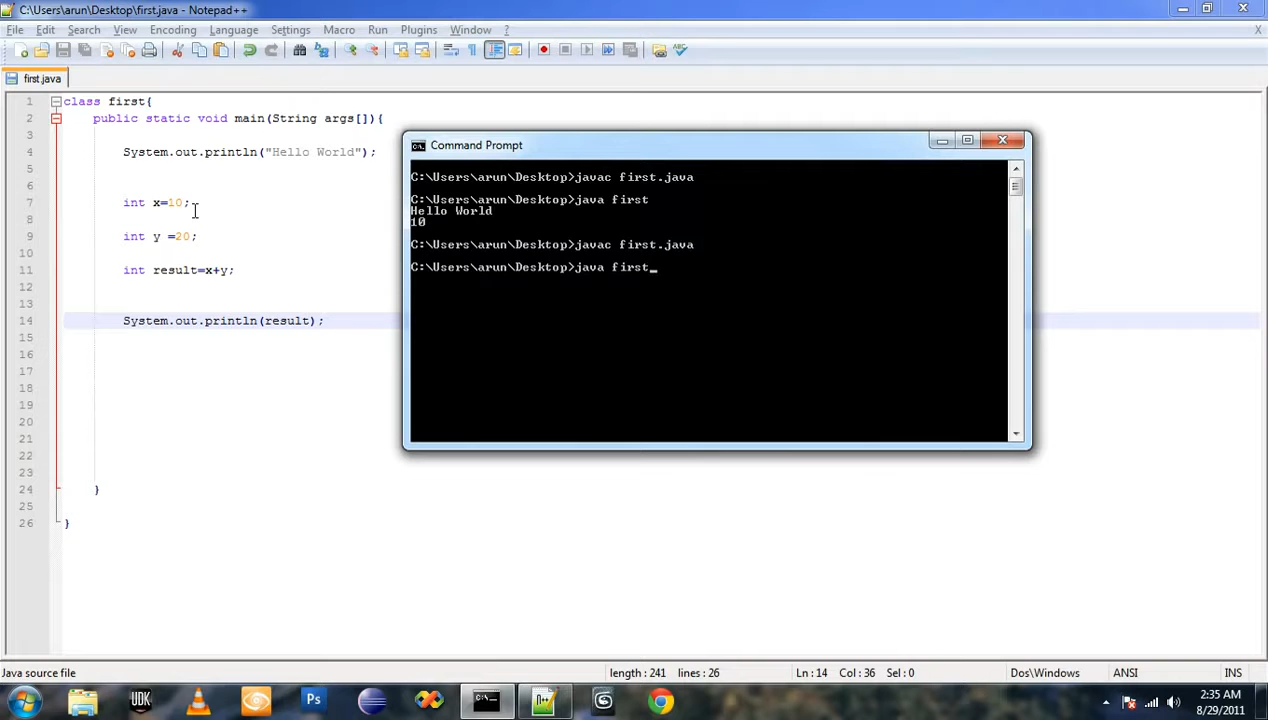 C:\Users\arun\Desktop\first.java - Notepad++
File Edit Search View Encoding Language Settings Macro Run Plugins Window ? X
first.java
1 class first{
2 public static void main(String args[]){
3
4 System.out.println("Hello World");
5
6
7 int x=10;
8
9 int y =20;
10
11 int result=x+y;
12
13
14 System.out.println(result);
15
16
17
18
19
20
21
22
23
24 }
25
26 }
Command Prompt
C:\Users\arun\Desktop>javac first.java
C:\Users\arun\Desktop>java first
Hello World
10
C:\Users\arun\Desktop>javac first.java
C:\Users\arun\Desktop>java first_
Java source file length : 241 lines : 26 Ln : 14 Col : 36 Sel : 0 Dos\Windows ANSI INS
UDK
C:\
Ps
2:35 AM
8/29/2011